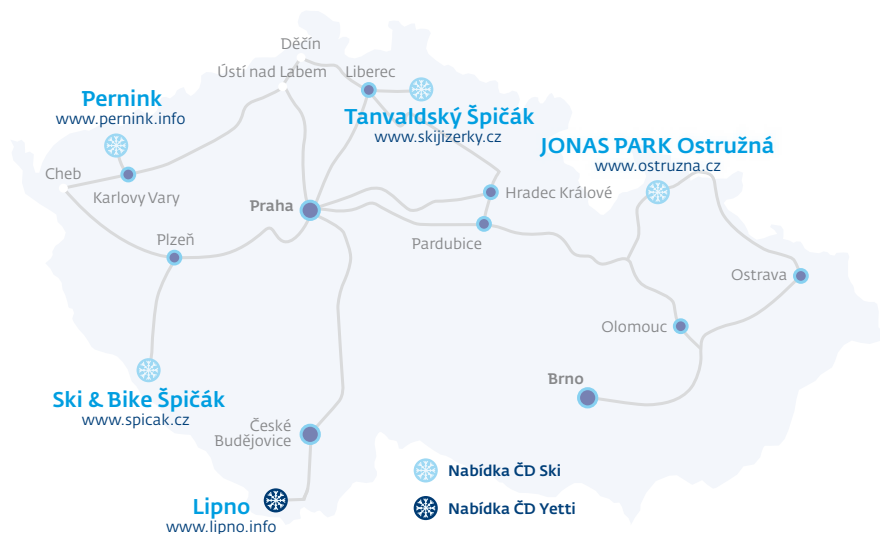 Děčín
Ústí nad Labem
Liberec
Pernink
www.pernink.info
Tanvaldský Špičák
www.skijizerky.cz
JONAS PARK Ostružná
www.ostruzna.cz
Cheb
Karlovy Vary
Praha
Hradec Králové
Plzeň
Pardubice
Ostrava
Olomouc
Brno
Ski & Bike Špičák
www.spicak.cz
České
Budějovice
Nabídka ČD Ski
Lipno
www.lipno.info
Nabídka ČD Yetti